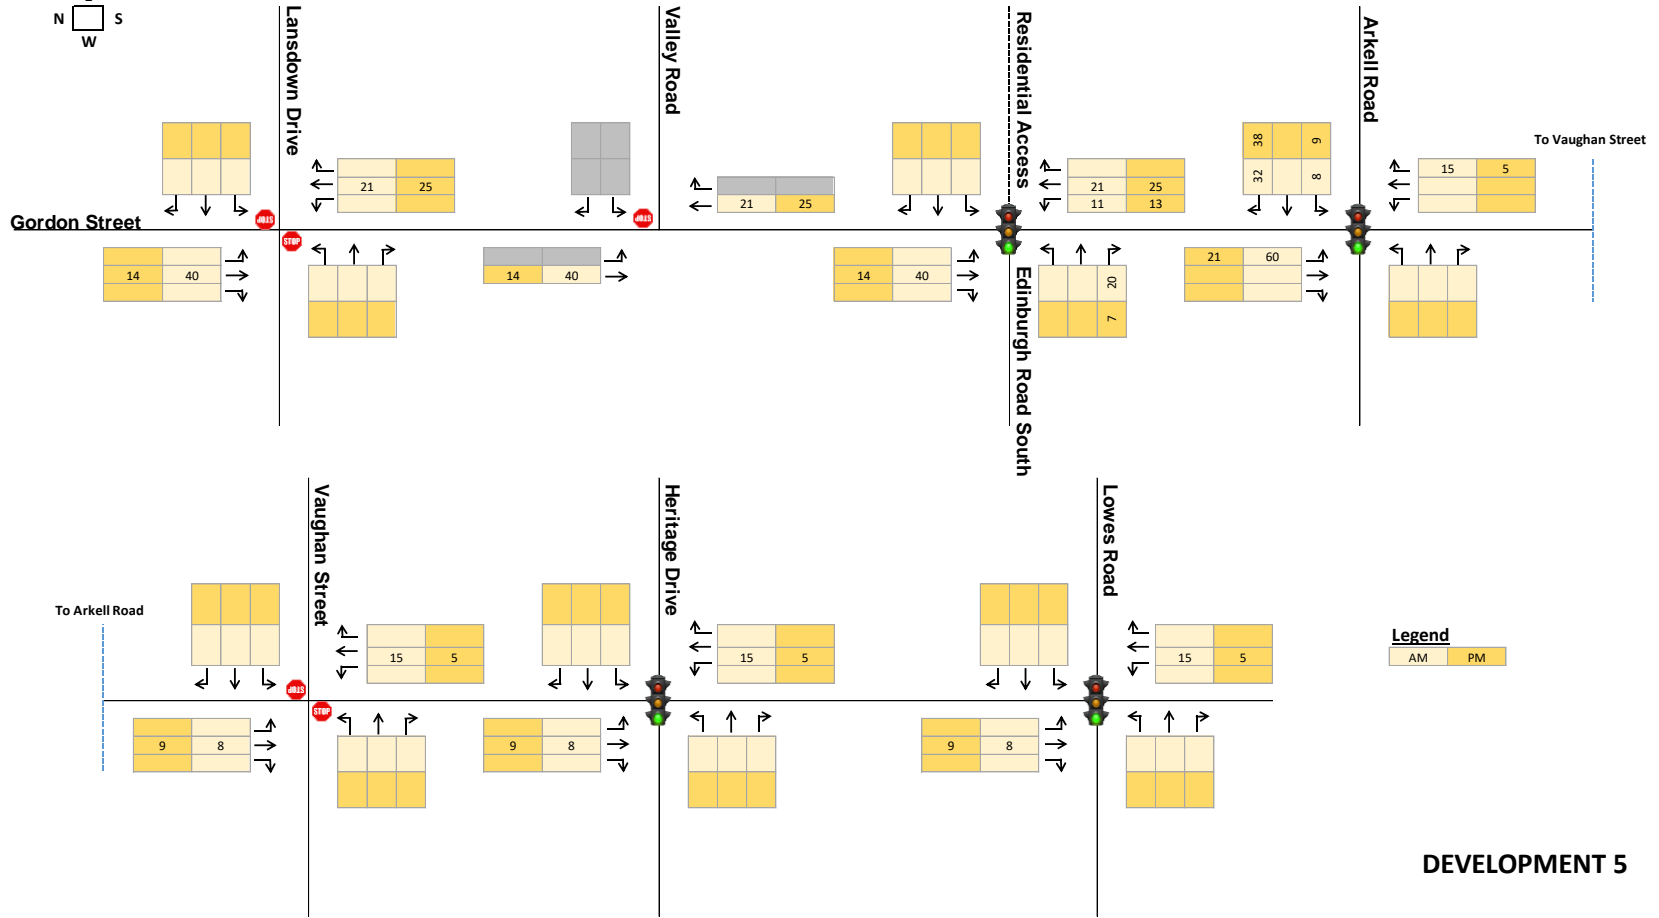 N S
W
Lansdown Drive
Valley Road
Residential Access
Arkell Road
To Vaughan Street
38 9
32 8
21 25
21 25
21 25
11 13
15 5
Gordon Street
STOP
STOP
STOP
14 40
14 40
14 40
20
7
21 60
Edinburgh Road South
Vaughan Street
Heritage Drive
Lowes Road
To Arkell Road
15 5
15 5
15 5
Legend
AM PM
STOP
STOP
9 8
9 8
9 8
DEVELOPMENT 5